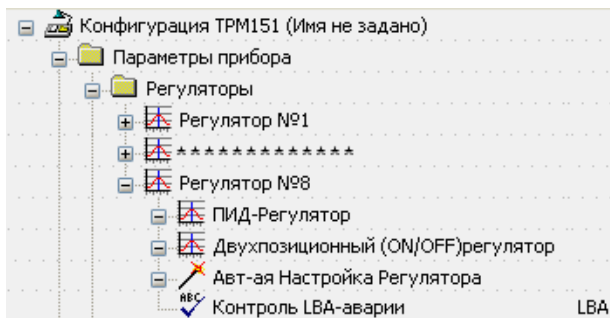 Конфигурация ТРМ151 (Имя не задано)
Параметры прибора
Регуляторы
Регулятор №1
*************
Регулятор №8
ПИД-Регулятор
Двухпозиционный (ON/OFF)регулятор
Авт-ая Настройка Регулятора
ABC Контроль LBA-аварии LBA